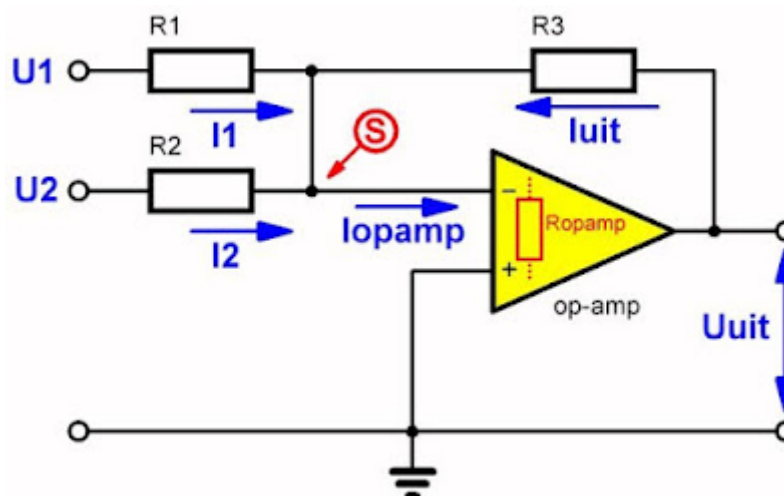 R1
R3
U1
I1
Iuit
S
R2
U2
I2
Iopamp
−
Ropamp
+
op-amp
Uuit